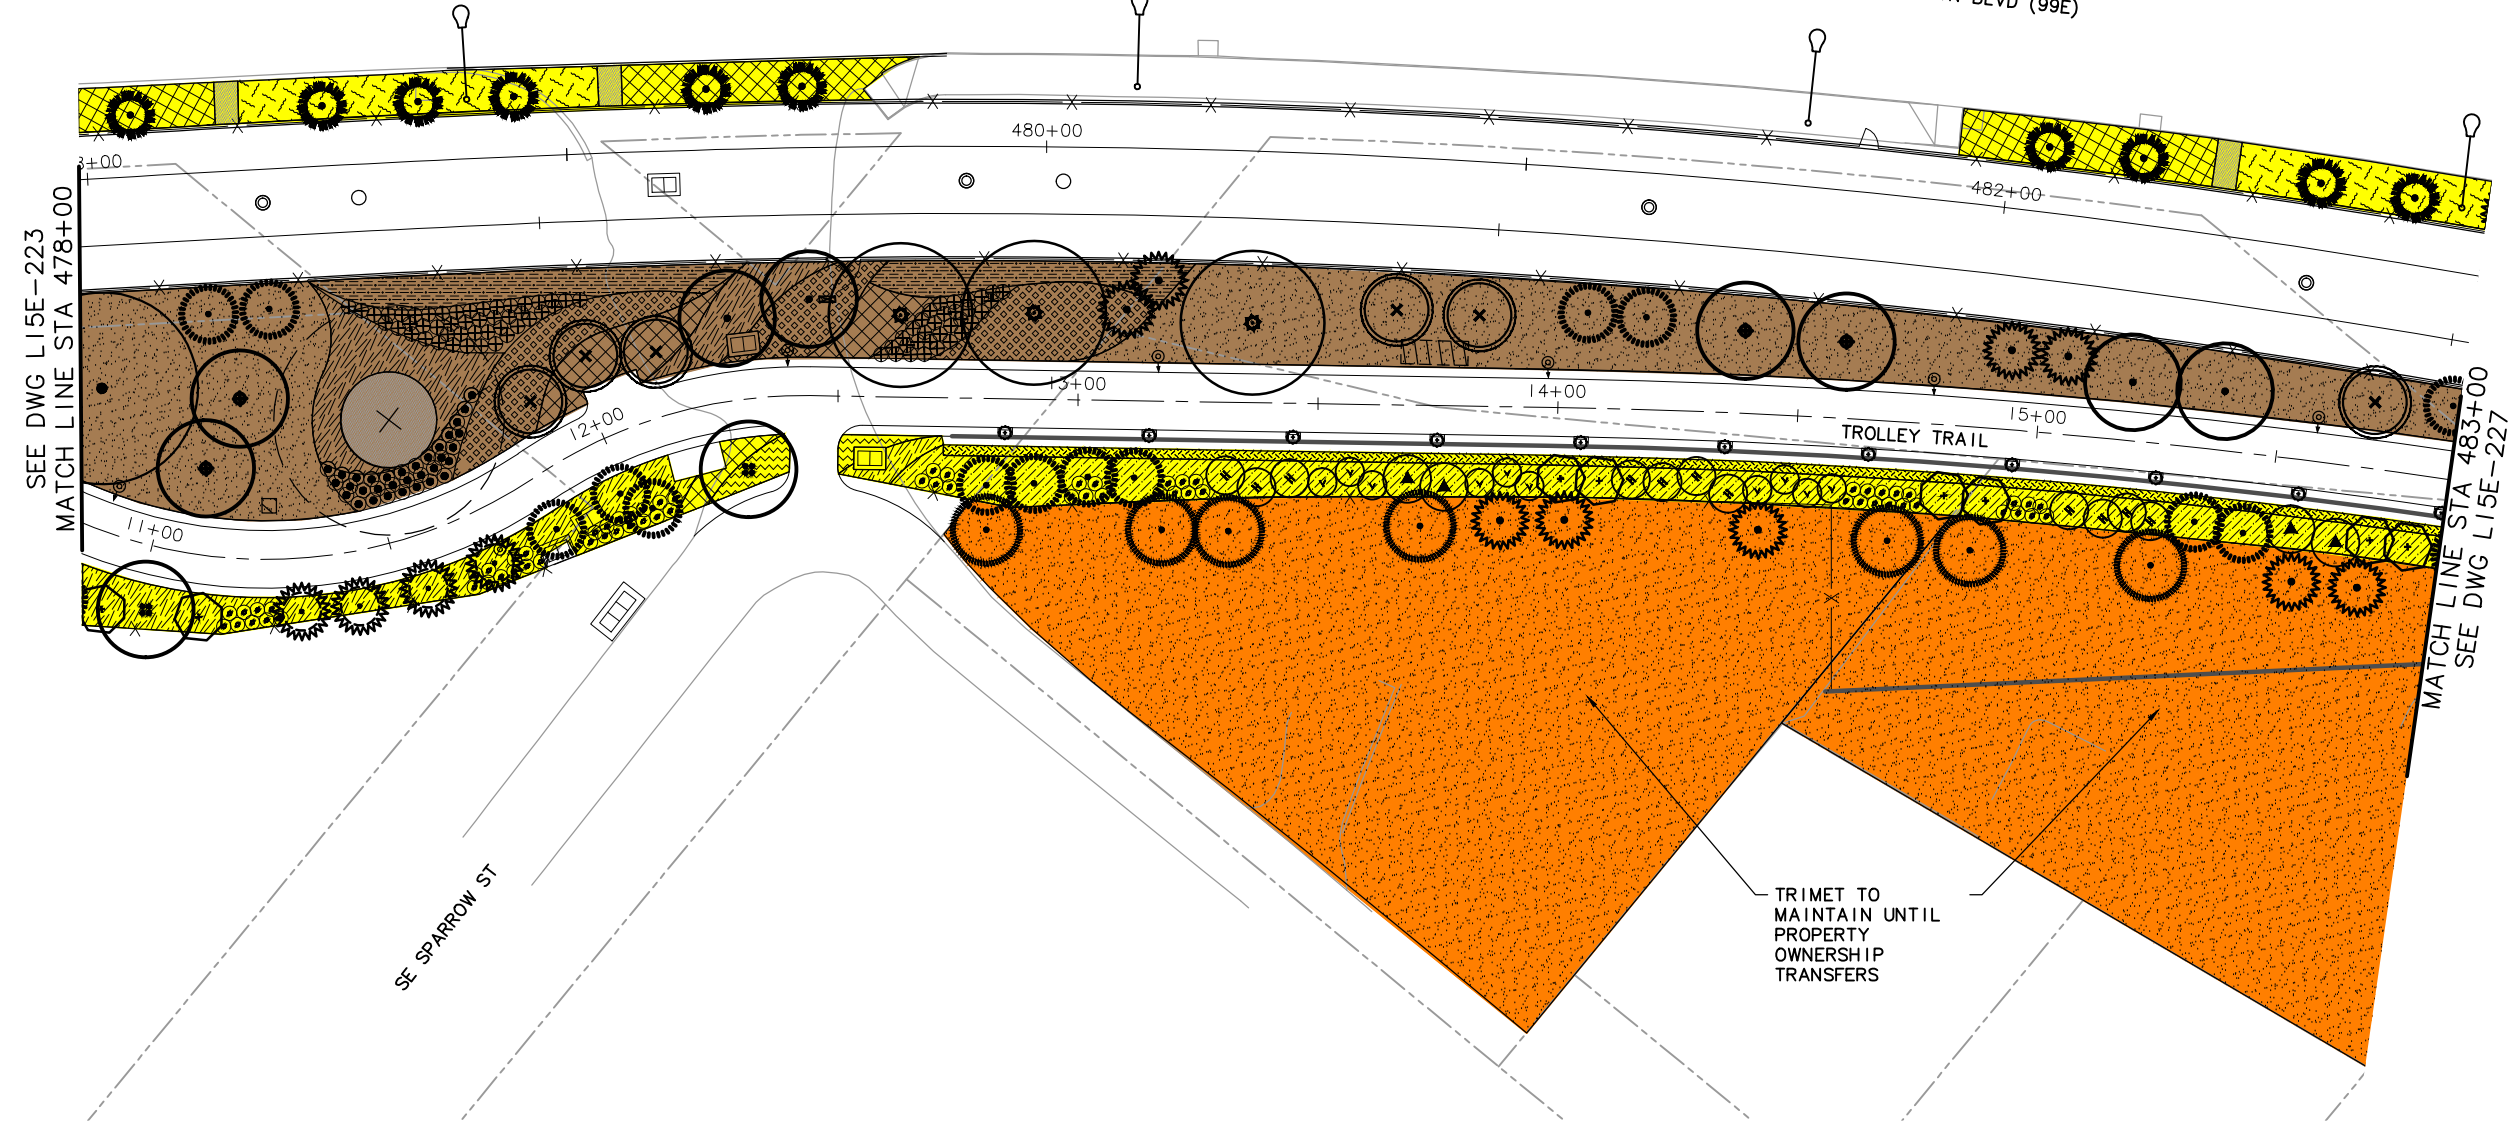 BLVD (99E)
480+00
3+00
482+00
SEE DWG L15E-223
MATCH LINE STA 478+00
13+00
14+00
15+00
12+00
TROLLEY TRAIL
11+00
MATCH LINE STA 483+00
SEE DWG L15E-227
TRIMET TO
MAINTAIN UNTIL
PROPERTY
OWNERSHIP
TRANSFERS
SE SPARROW ST